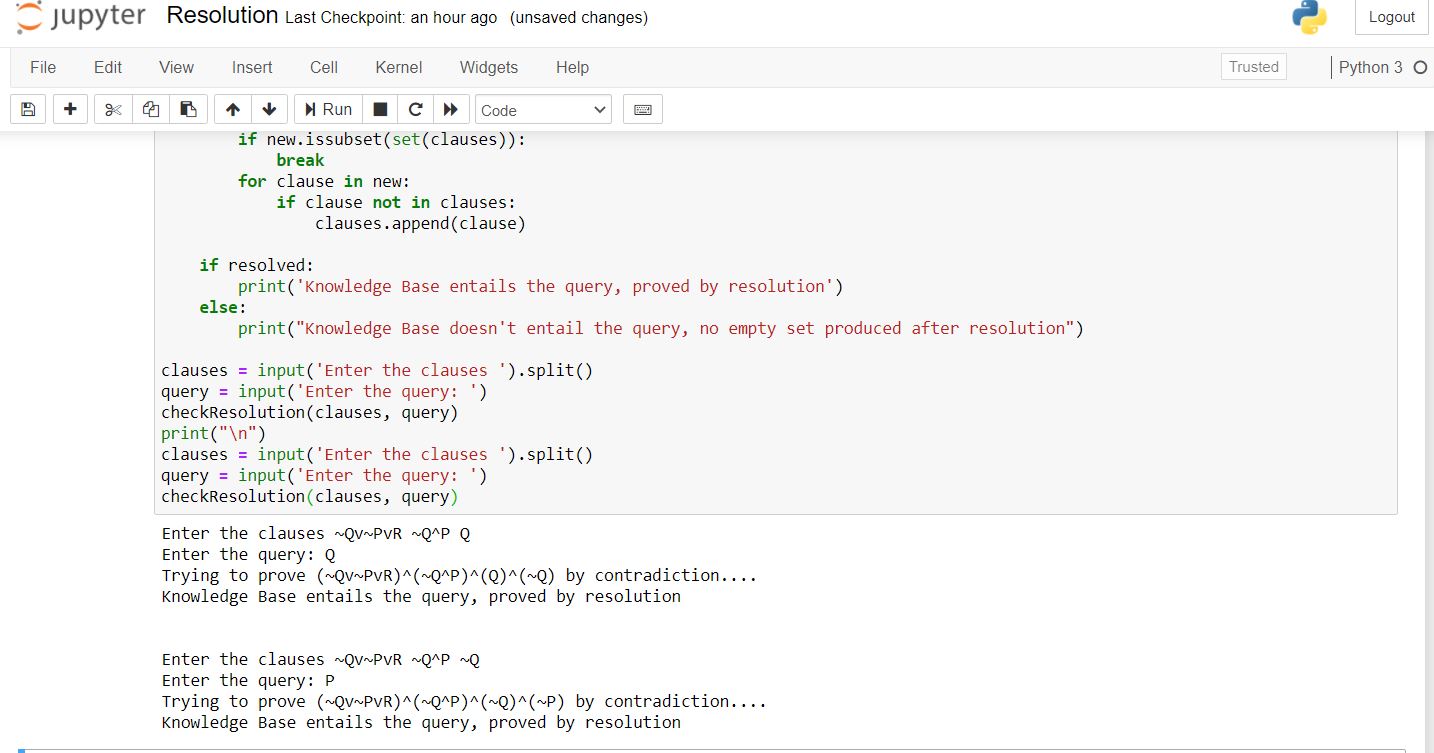 jupyter Resolution Last Checkpoint: an hour ago (unsaved changes) Logout
File Edit View Insert Cell Kernel Widgets Help Trusted Python 3
Run Code
if new.issubset(set(clauses)):
break
for clause in new:
if clause not in clauses:
clauses.append(clause)
if resolved:
print('Knowledge Base entails the query, proved by resolution')
else:
print("Knowledge Base doesn't entail the query, no empty set produced after resolution")
clauses = input('Enter the clauses ').split()
query = input('Enter the query: ')
checkResolution(clauses, query)
print("\n")
clauses = input('Enter the clauses ').split()
query = input('Enter the query: ')
checkResolution(clauses, query)
Enter the clauses ~Qv~PvR ~Q^P Q
Enter the query: Q
Trying to prove (~Qv~PvR)^(~Q^P)^(Q)^(~Q) by contradiction....
Knowledge Base entails the query, proved by resolution
Enter the clauses ~Qv~PvR ~Q^P ~Q
Enter the query: P
Trying to prove (~Qv~PvR)^(~Q^P)^(~Q)^(~P) by contradiction....
Knowledge Base entails the query, proved by resolution